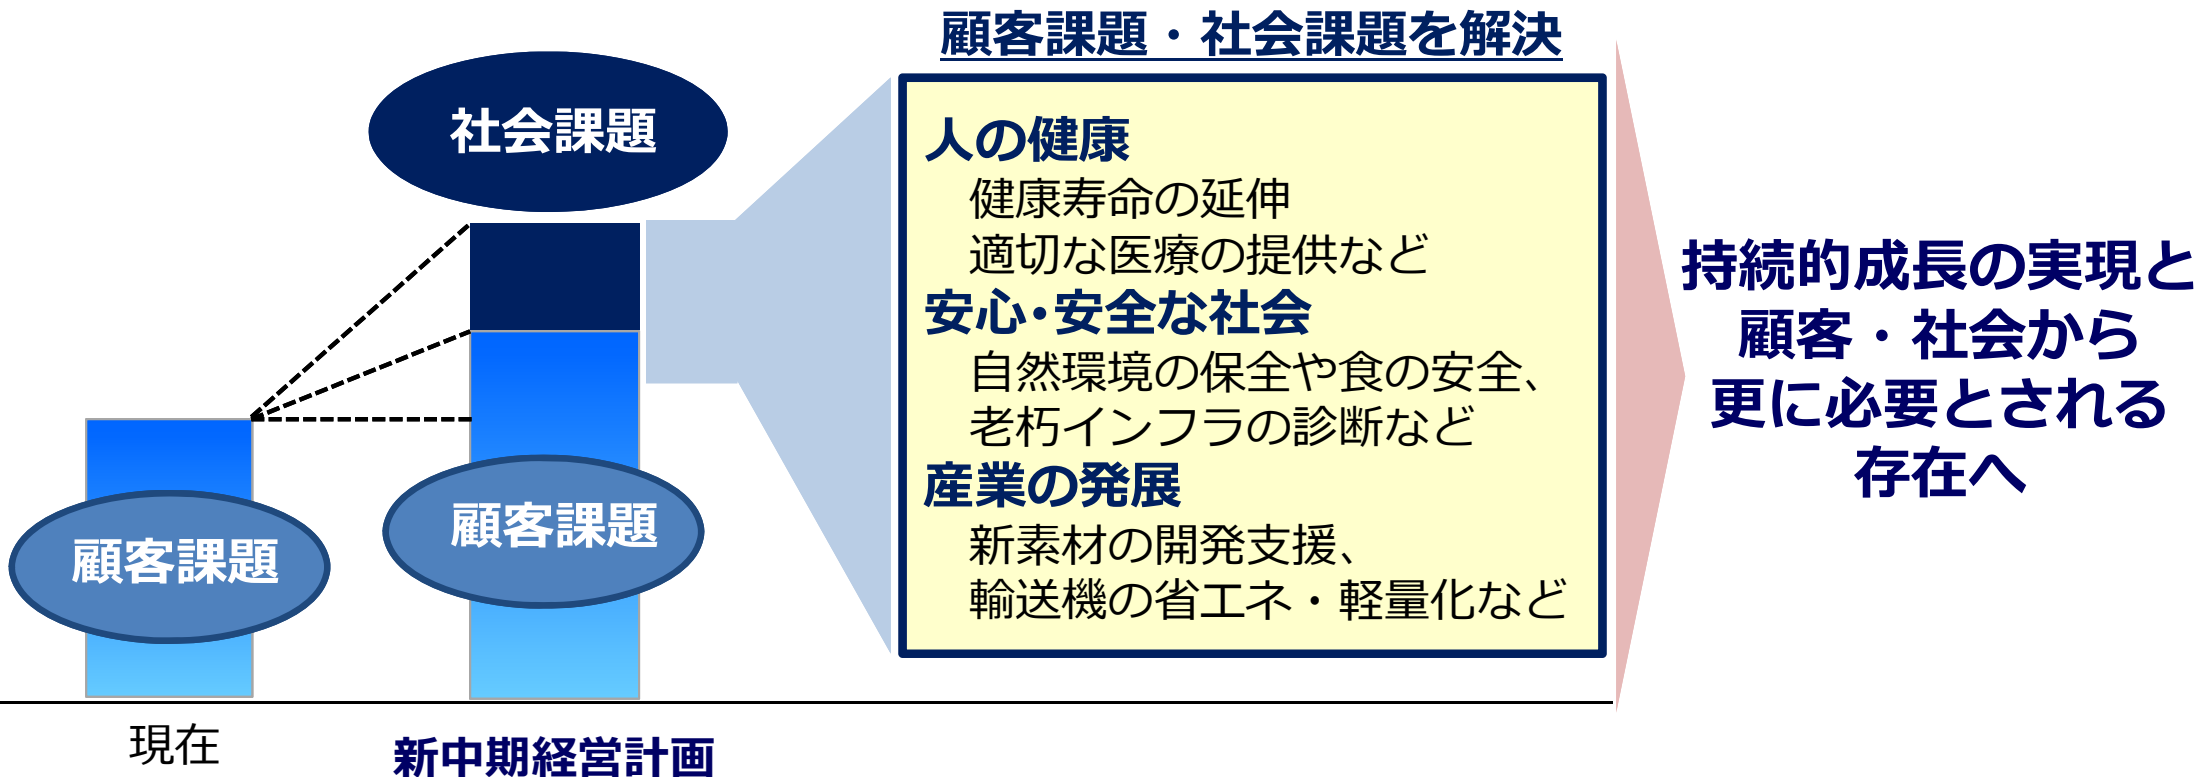 顧客課題・社会課題を解決
社会課題
人の健康
健康寿命の延伸
適切な医療の提供など
安心・安全な社会
自然環境の保全や食の安全、
老朽インフラの診断など
産業の発展
新素材の開発支援、
輸送機の省エネ・軽量化など
持続的成長の実現と
顧客・社会から
更に必要とされる
存在へ
顧客課題
顧客課題
現在
新中期経営計画